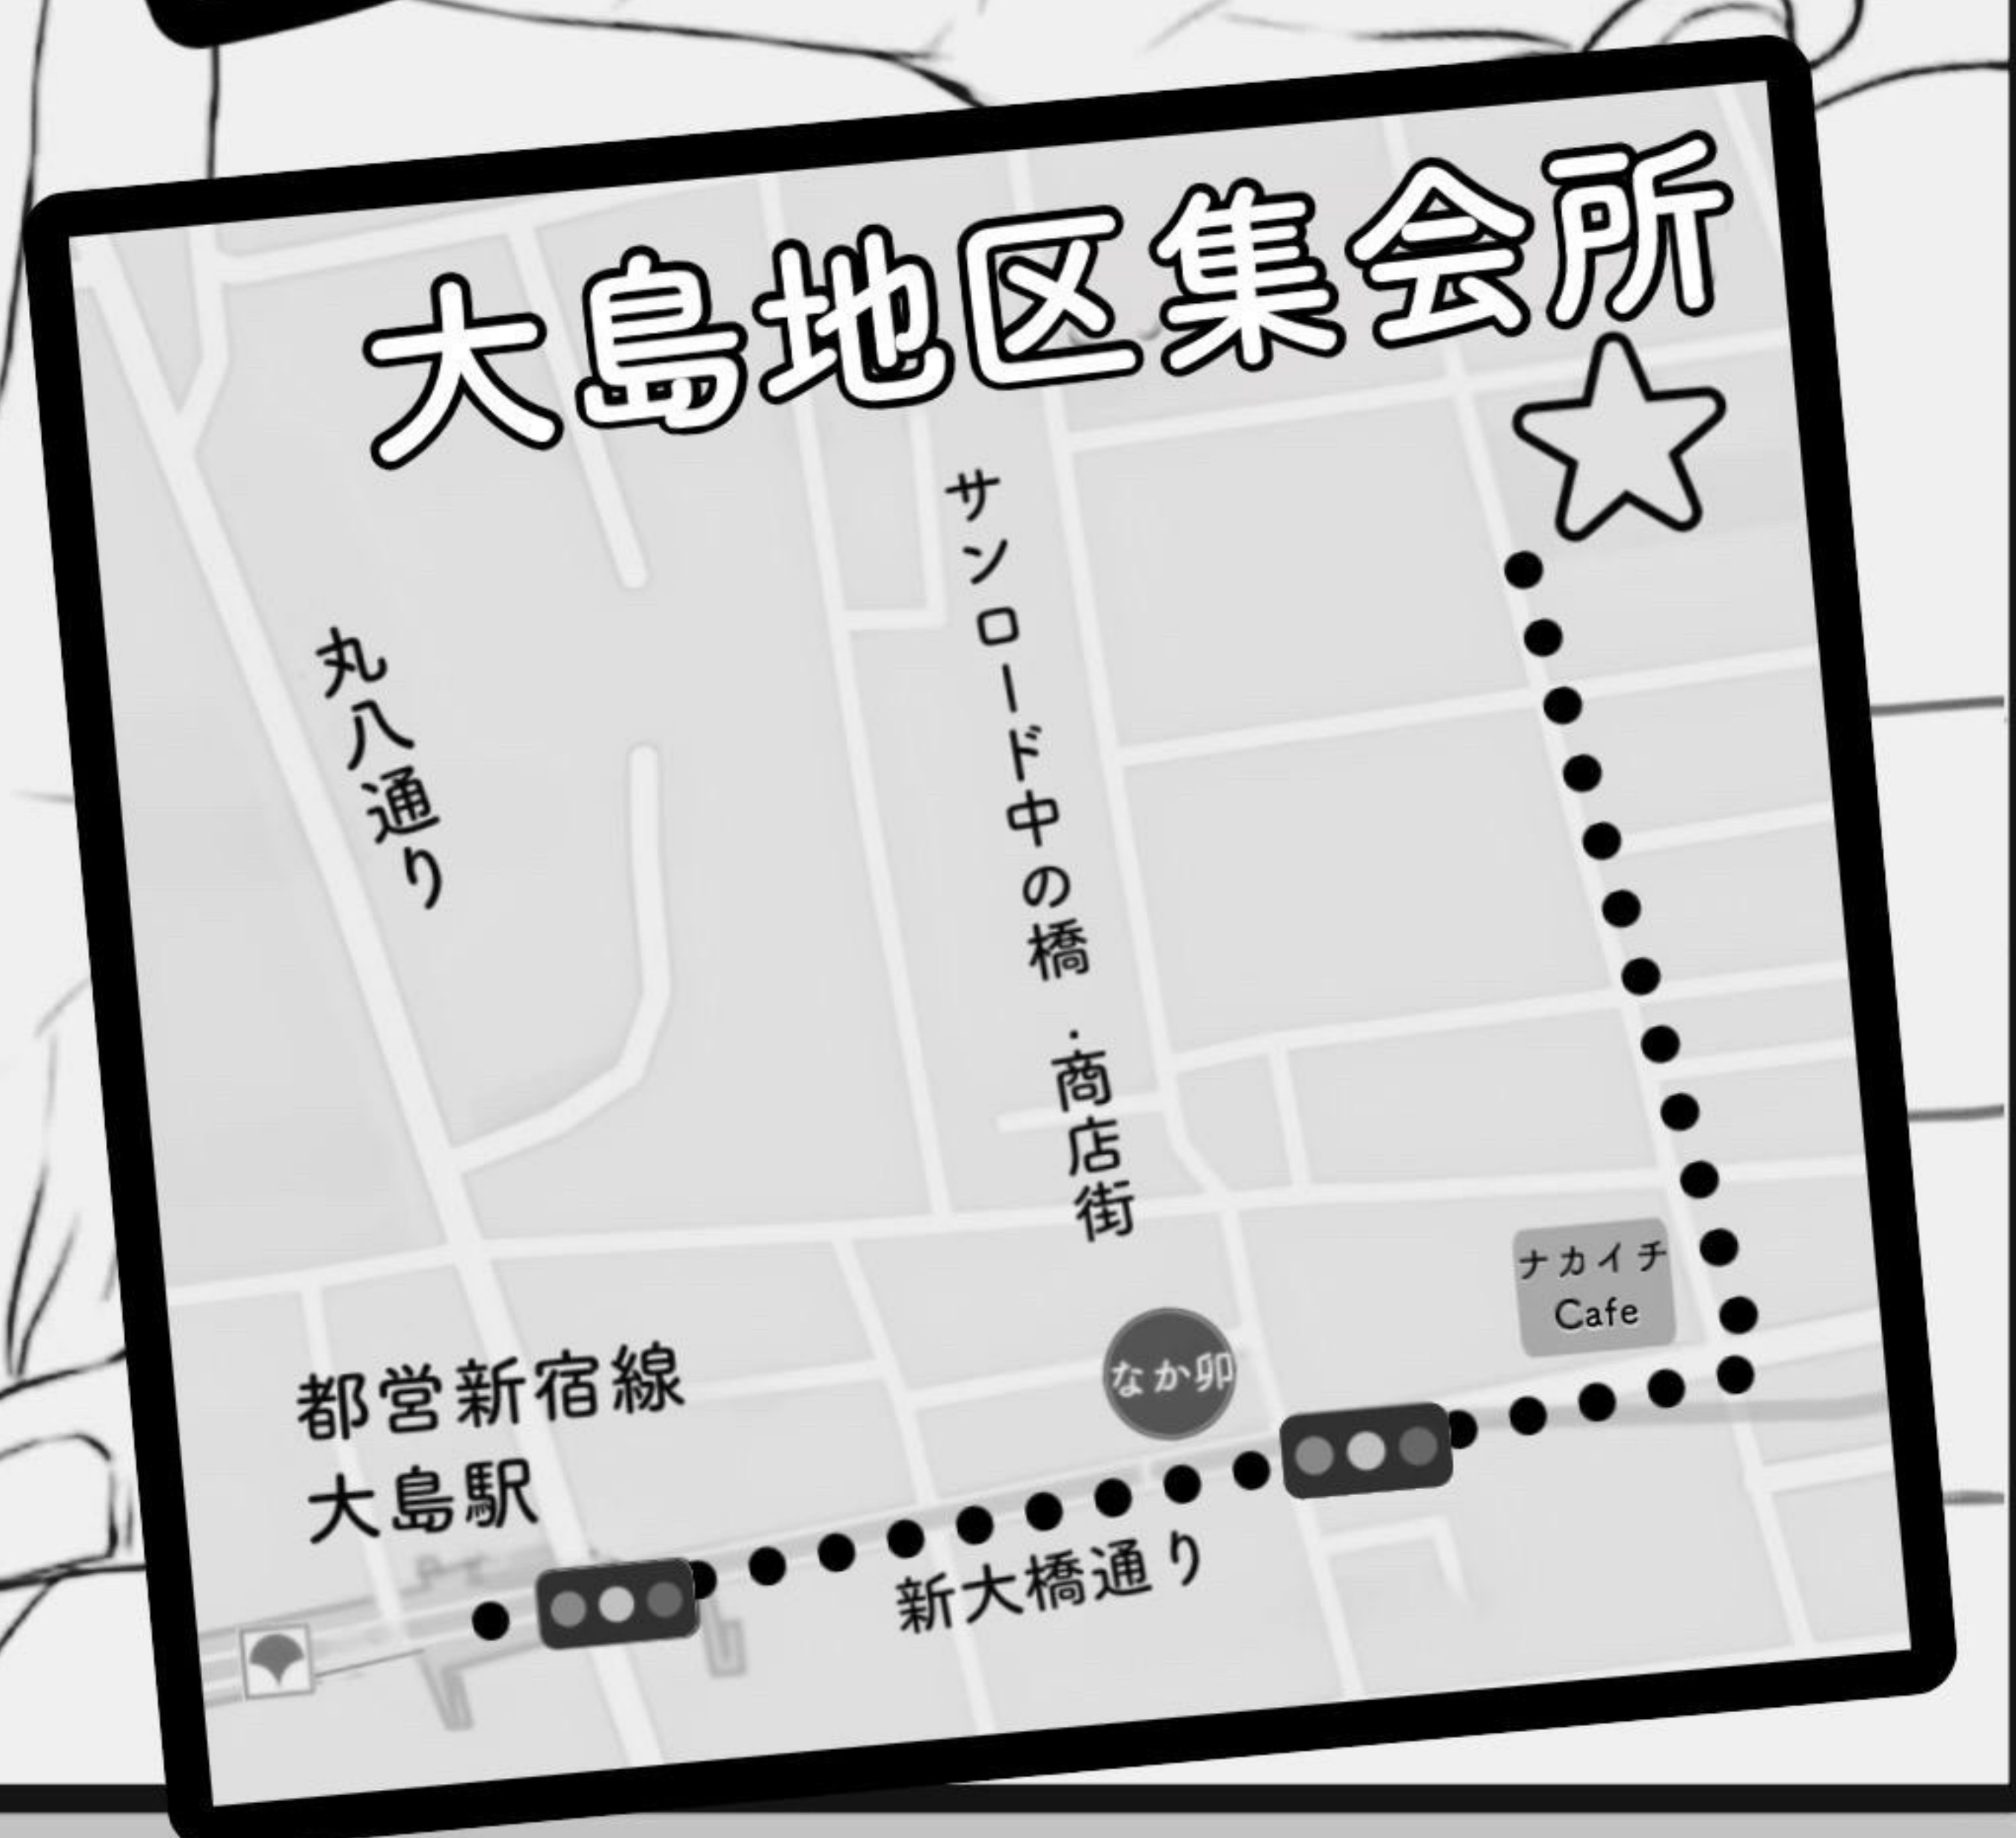 大島地区集会所
サンロード中の橋・商店街
丸八通り
ナカイチ
Cafe
なか卯
都営新宿線
大島駅
新大橋通り